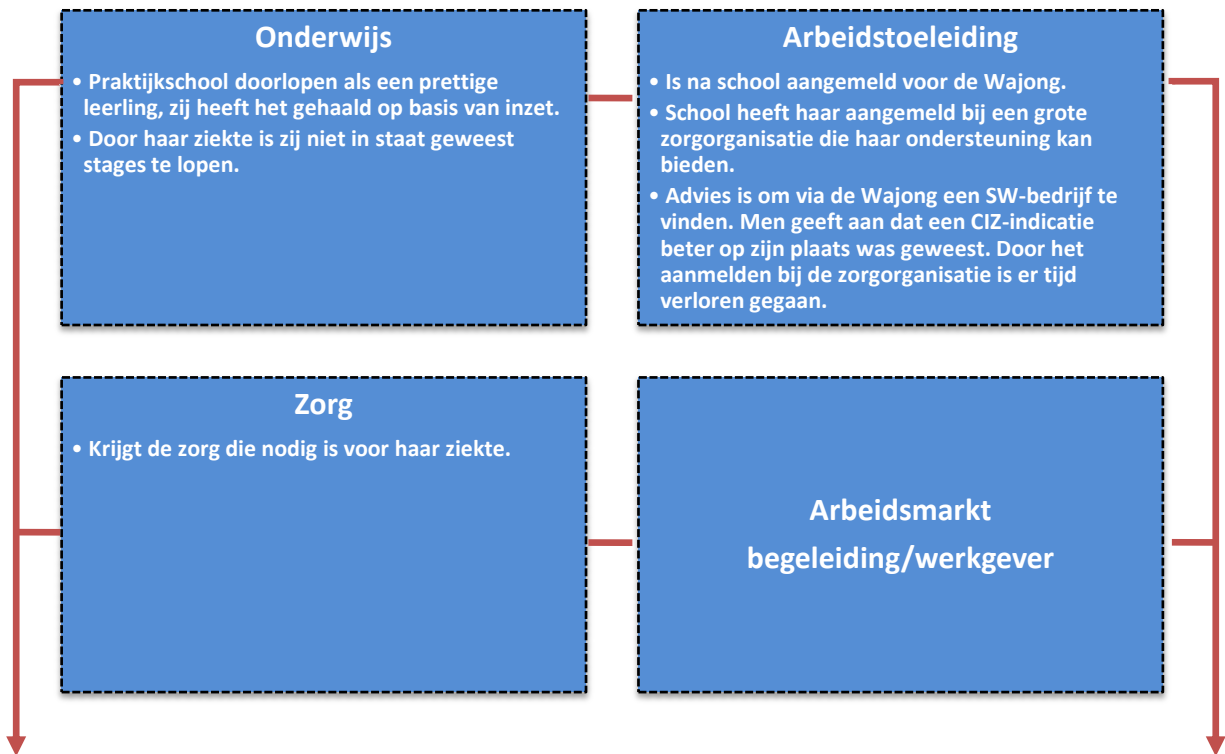 Onderwijs
• Praktijkschool doorlopen als een prettige
leerling, zij heeft het gehaald op basis van inzet.
• Door haar ziekte is zij niet in staat geweest
stages te lopen.
Arbeidstoeleiding
• Is na school aangemeld voor de Wajong.
• School heeft haar aangemeld bij een grote
zorgorganisatie die haar ondersteuning kan
bieden.
• Advies is om via de Wajong een SW-bedrijf te
vinden. Men geeft aan dat een CIZ-indicatie
beter op zijn plaats was geweest. Door het
aanmelden bij de zorgorganisatie is er tijd
verloren gegaan.
Zorg
• Krijgt de zorg die nodig is voor haar ziekte.
Arbeidsmarkt
begeleiding/werkgever